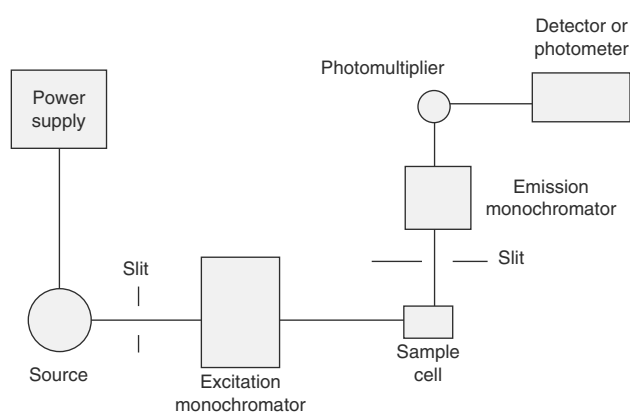 Detector or
photometer
Photomultiplier
Power
supply
Emission
monochromator
Slit
Slit
Sample
cell
Source
Excitation
monochromator